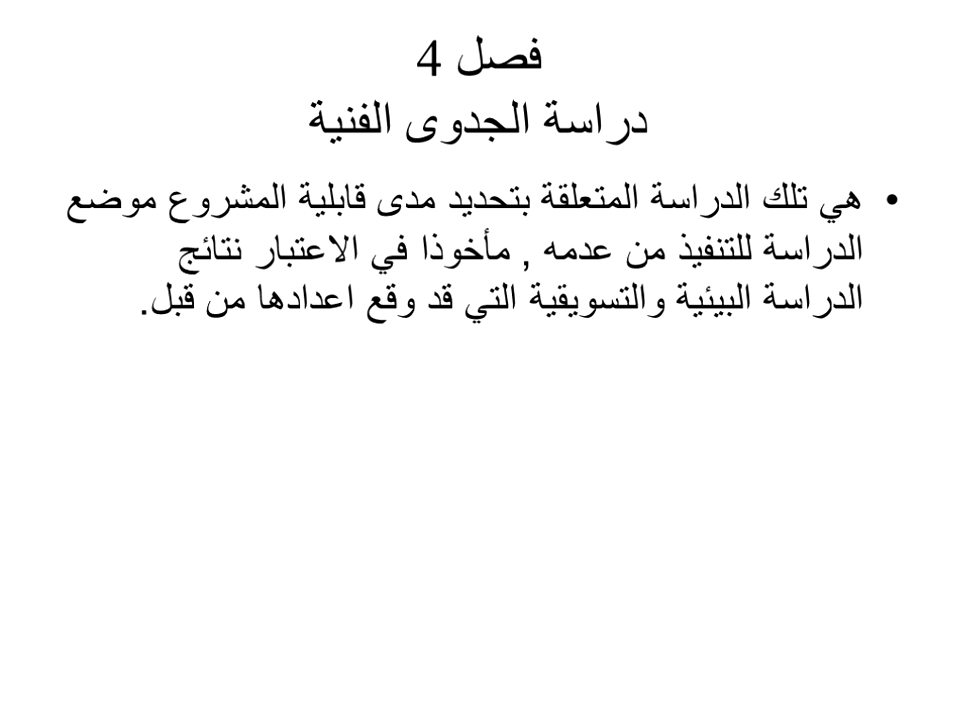 فصل 4
دراسة الجدوى الفنية
• هي تلك الدراسة المتعلقة بتحديد مدى قابلية المشروع موضع
الدراسة للتنفيذ من عدمه , مأخوذا في الاعتبار نتائج
الدراسة البيئية والتسويقية التي قد وقع اعدادها من قبل.